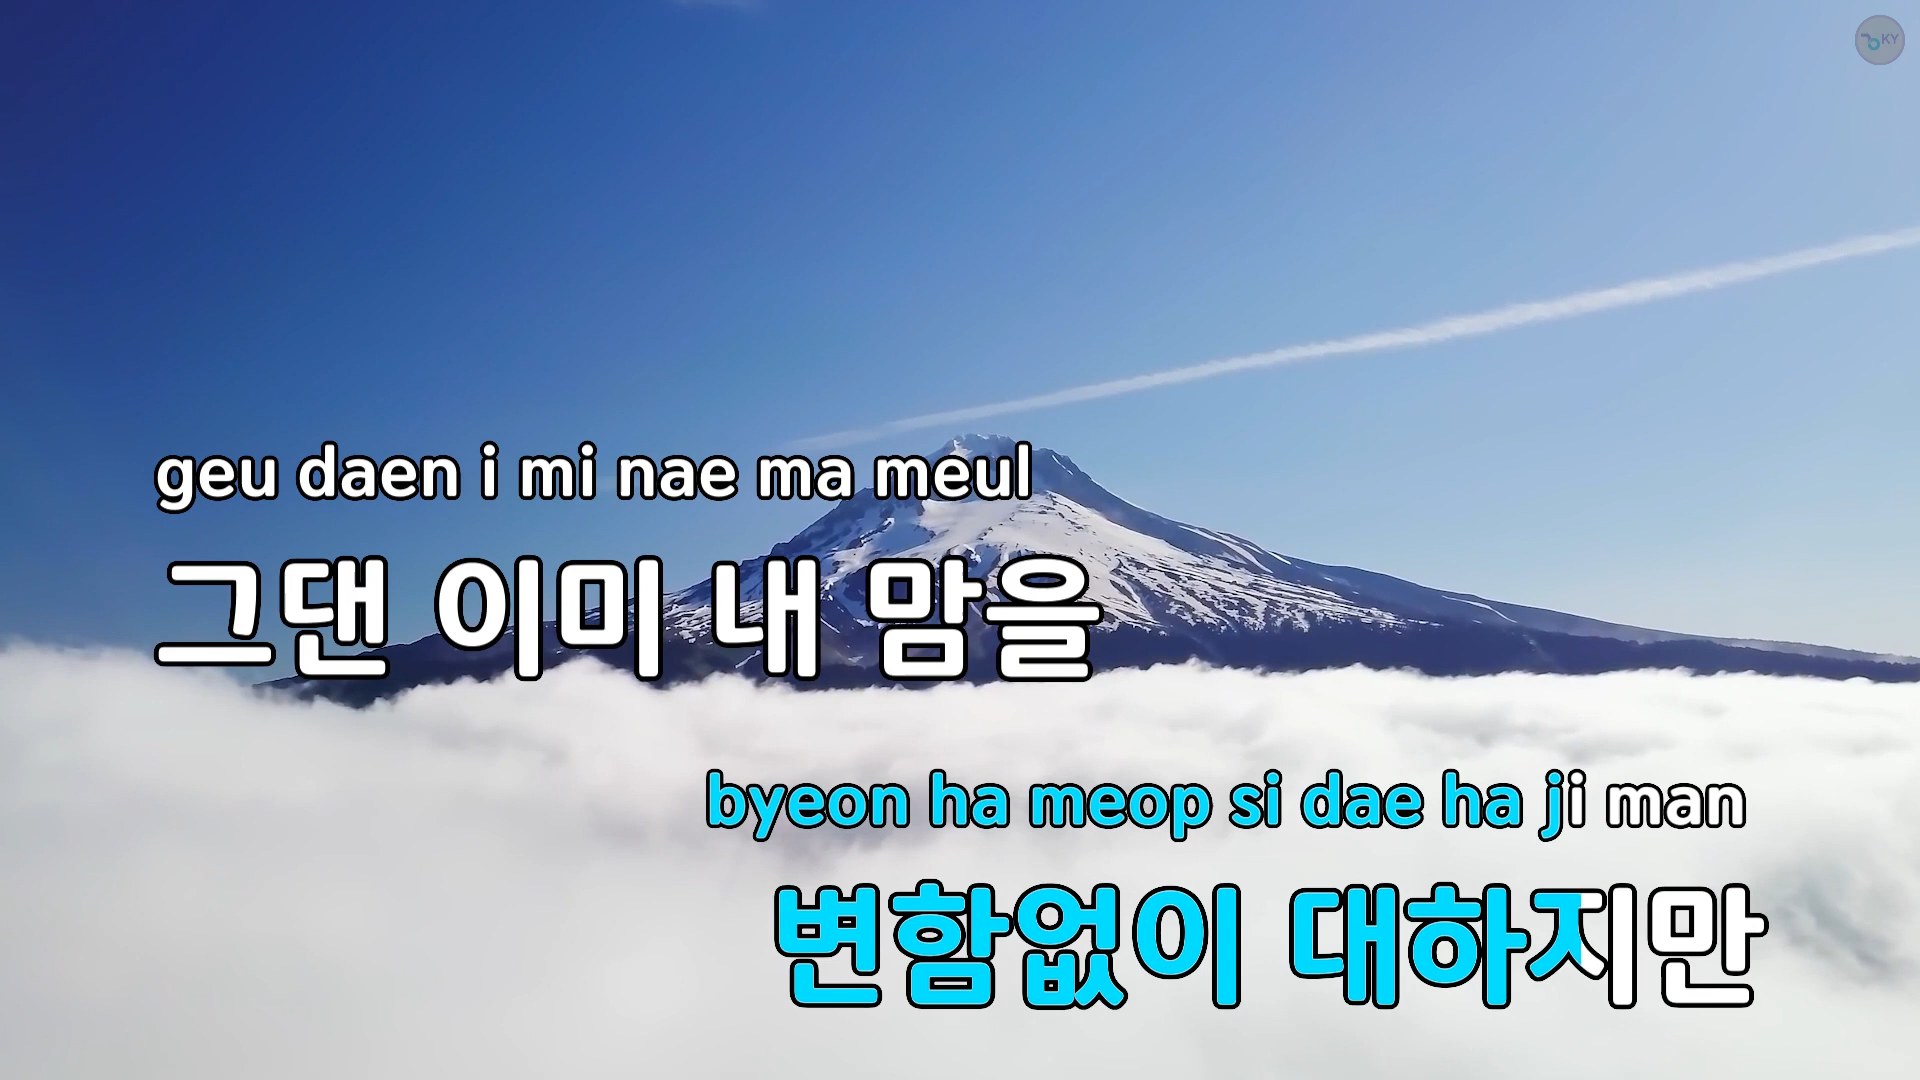 KY
geu daen i mi nae ma meul
그댄 이미 내 맘을
byeon ha meop si dae ha ji man
변함없이 대하지만